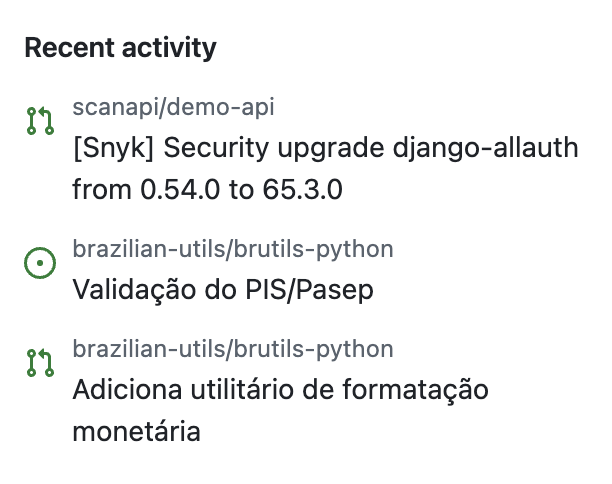 Recent activity
scanapi/demo-api
[Snyk] Security upgrade django-allauth
from 0.54.0 to 65.3.0
brazilian-utils/brutils-python
Validação do PIS/Pasep
brazilian-utils/brutils-python
Adiciona utilitário de formatação
monetária